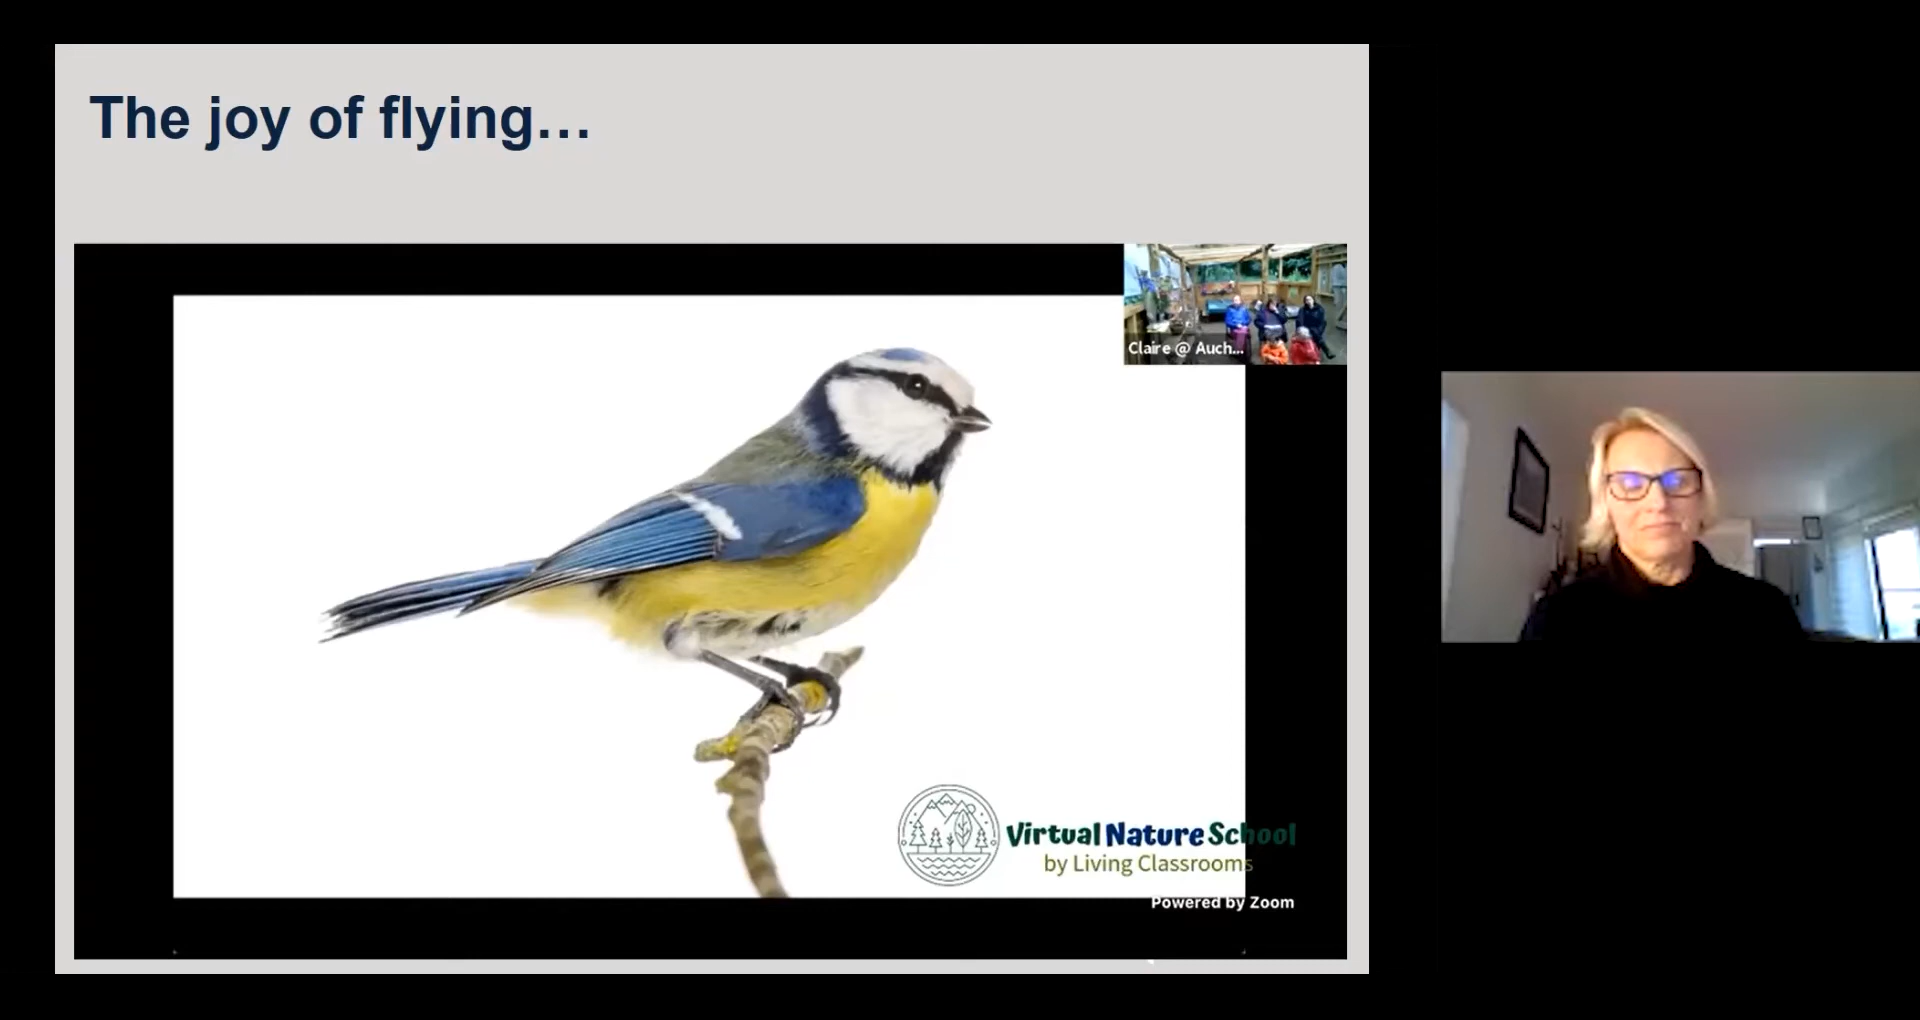 The joy of flying…
Claire @ Auch...
Virtual Nature School
by Living Classrooms
Powered by Zoom